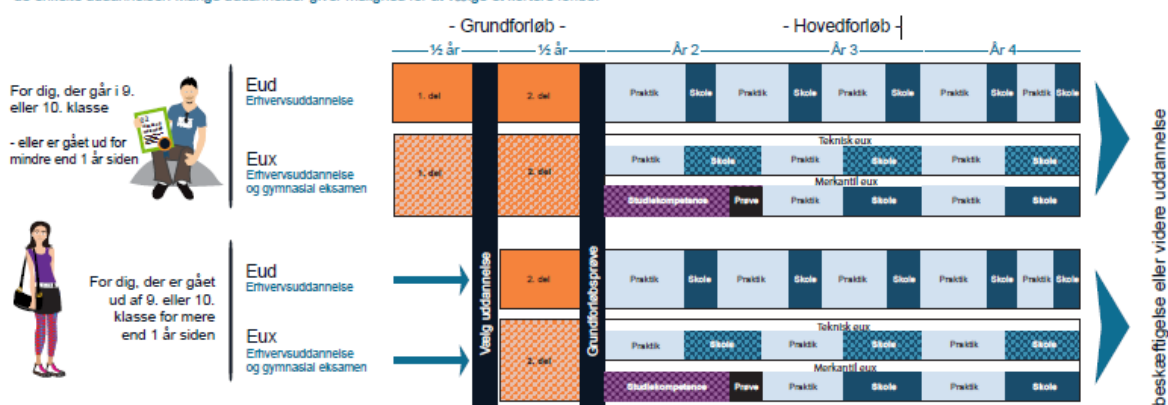 - Grundforløb -
- Hovedforløb -
½ år
½ år
År 2
År 3
År 4
For dig, der går i 9.
eller 10. klasse
- eller er gået ud for
mindre end 1 år siden
Eud
Erhvervsuddannelse
1. del
2. del
Praktik
Skole
Praktik
Skole
Praktik
Skole
Praktik
Skole
Praktik
Skole
Eux
Erhvervsuddannelse
og gymnasial eksamen
1. del
2. del
Teknisk eux
Praktik
Skole
Praktik
Skole
Praktik
Skole
Merkantil eux
Studiekompetence
Prøve
Praktik
Skole
Praktik
Skole
Vælg uddannelse
Grundforløbsprøve
For dig, der er gået
ud af 9. eller 10.
klasse for mere
end 1 år siden
Eud
Erhvervsuddannelse
2. del
Praktik
Skole
Praktik
Skole
Praktik
Skole
Praktik
Skole
Eux
Erhvervsuddannelse
og gymnasial eksamen
2. del
Teknisk eux
Praktik
Skole
Praktik
Skole
Praktik
Skole
Merkantil eux
Studiekompetence
Prøve
Praktik
Skole
Praktik
Skole
beskæftigelse eller videre uddannelse